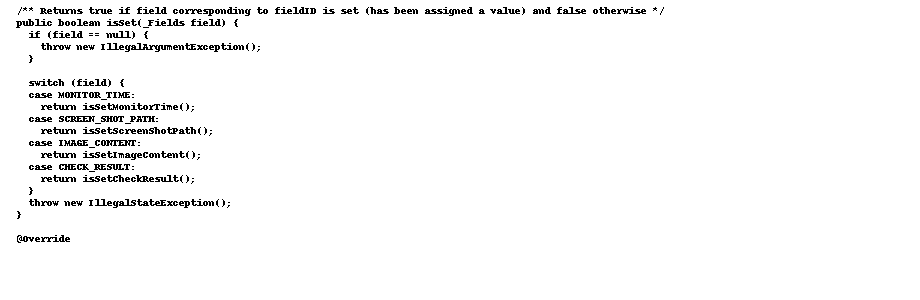 /** Returns true if field corresponding to fieldID is set (has been assigned a value) and false otherwise */
public boolean isSet(_Fields field) {
if (field == null) {
throw new IllegalArgumentException();
}
switch (field) {
case MONITOR_TIME:
return isSetMonitorTime();
case SCREEN_SHOT_PATH:
return isSetScreenShotPath();
case IMAGE_CONTENT:
return isSetImageContent();
case CHECK_RESULT:
return isSetCheckResult();
}
throw new IllegalStateException();
}
@Override